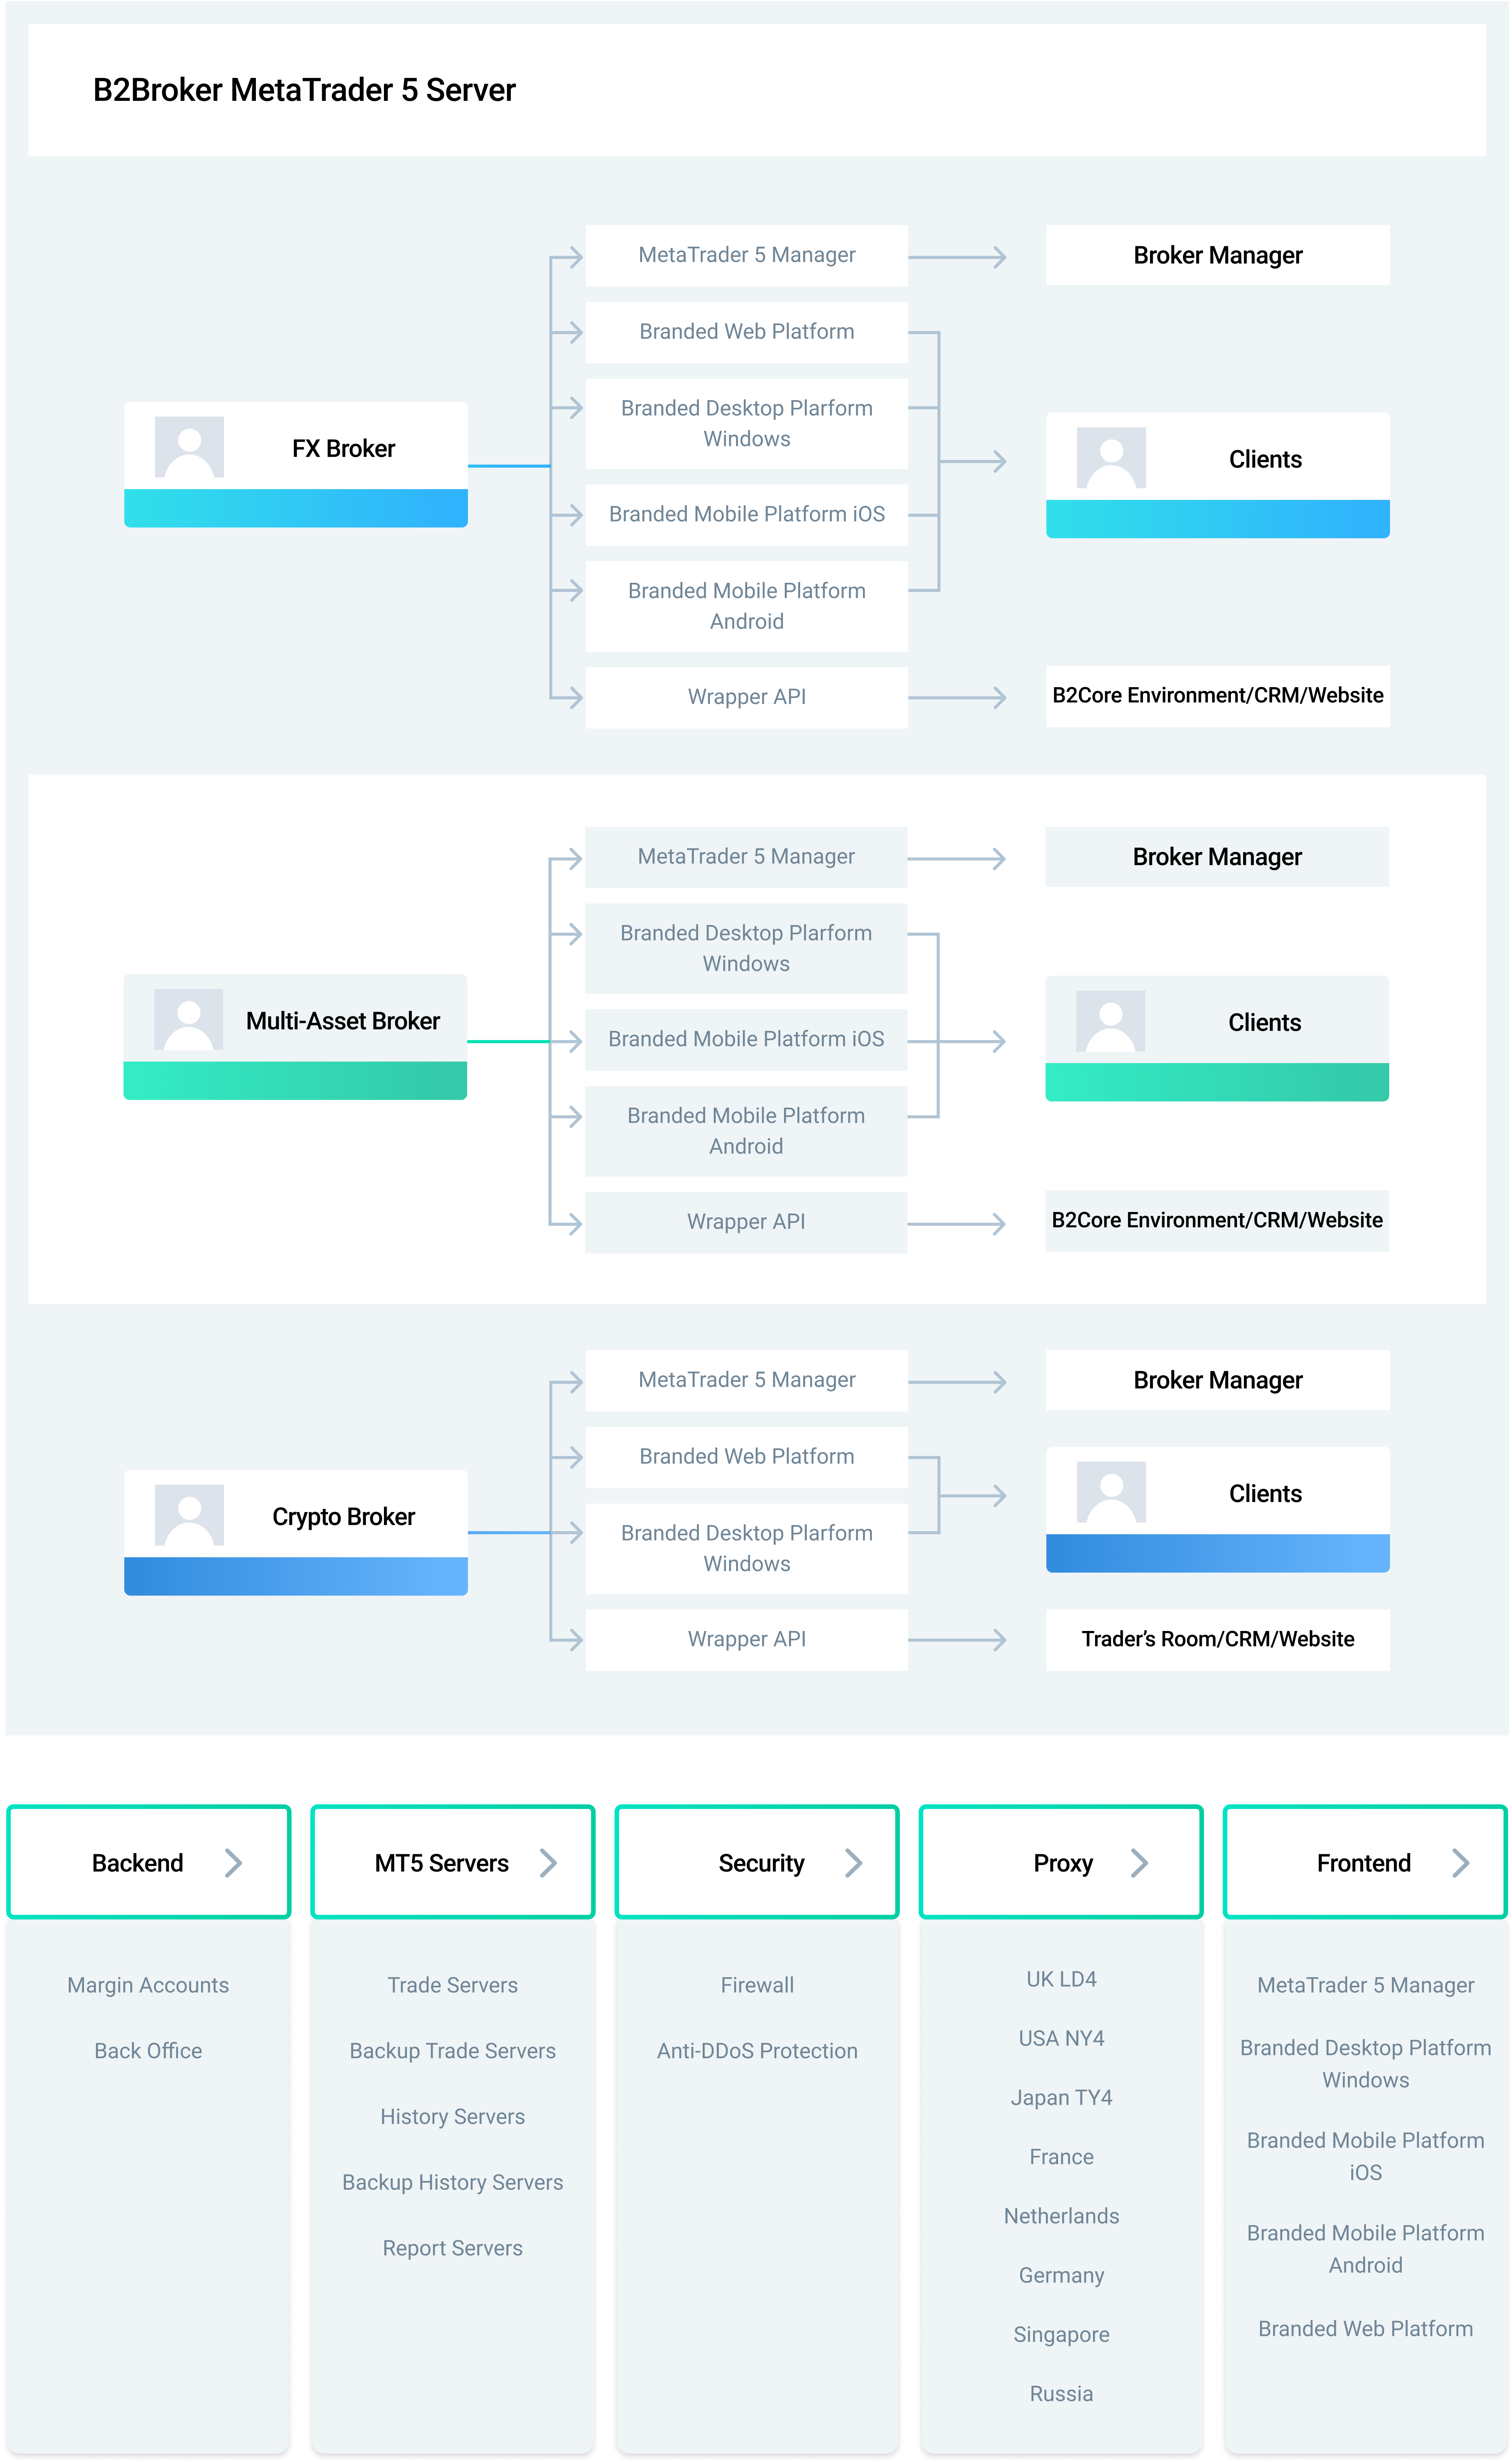 B2Broker MetaTrader 5 Server
MetaTrader 5 Manager
Broker Manager
Branded Web Platform
Branded Desktop Plarform
Windows
FX Broker
Clients
Branded Mobile Platform iOS
Branded Mobile Platform
Android
Wrapper API
B2Core Environment/CRM/Website
MetaTrader 5 Manager
Broker Manager
Branded Desktop Plarform
Windows
Multi-Asset Broker
Clients
Branded Mobile Platform iOS
Branded Mobile Platform
Android
Wrapper API
B2Core Environment/CRM/Website
MetaTrader 5 Manager
Broker Manager
Branded Web Platform
Clients
Crypto Broker
Branded Desktop Plarform
Windows
Wrapper API
Trader’s Room/CRM/Website
Backend
Margin Accounts
Back Office
MT5 Servers
Trade Servers
Backup Trade Servers
History Servers
Backup History Servers
Report Servers
Security
Firewall
Anti-DDoS Protection
Proxy
UK LD4
USA NY4
Japan TY4
France
Netherlands
Germany
Singapore
Russia
Frontend
MetaTrader 5 Manager
Branded Desktop Platform
Windows
Branded Mobile Platform
iOS
Branded Mobile Platform
Android
Branded Web Platform